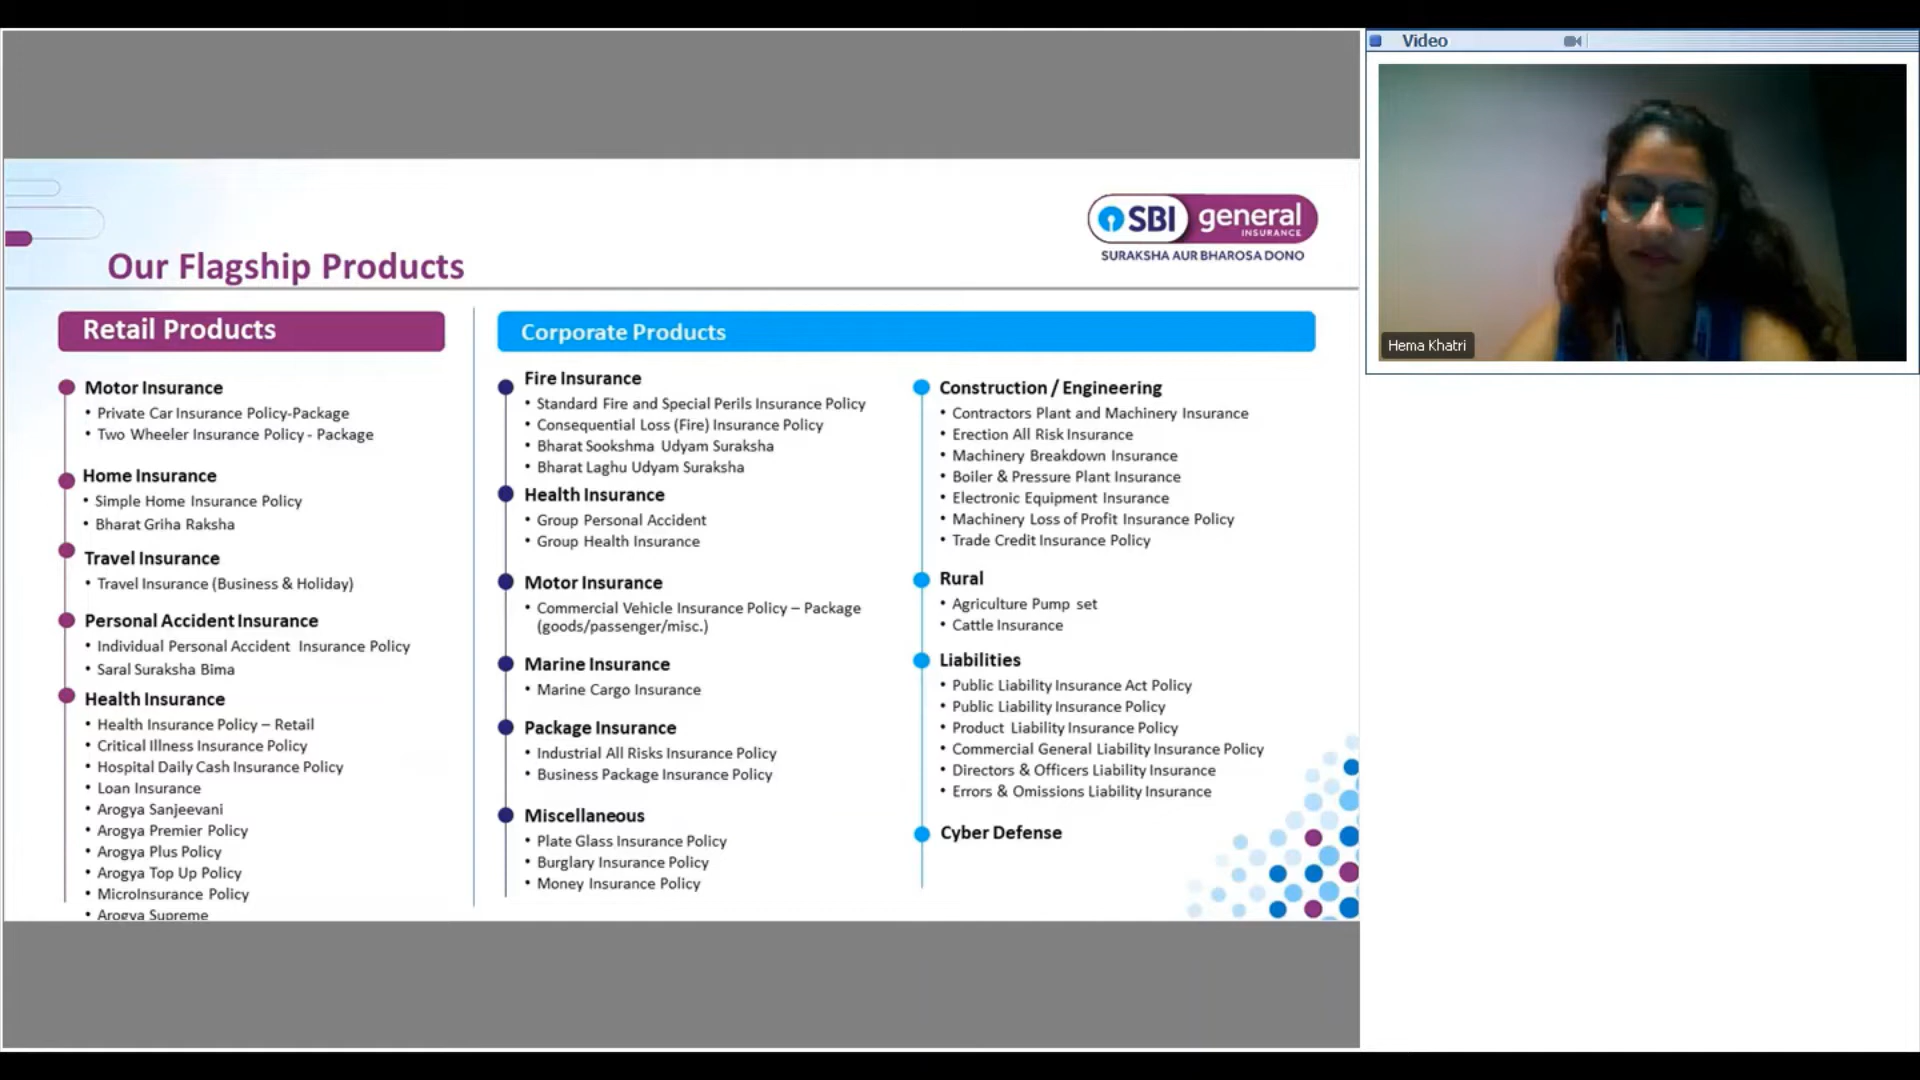 Video
Hema Khatri
SBI general
INSURANCE
SURAKSHA AUR BHAROSA DONO
Our Flagship Products
Retail Products
Motor Insurance
• Private Car Insurance Policy-Package
• Two Wheeler Insurance Policy - Package
Home Insurance
• Simple Home Insurance Policy
• Bharat Griha Raksha
Travel Insurance
• Travel Insurance (Business & Holiday)
Personal Accident Insurance
• Individual Personal Accident Insurance Policy
• Saral Suraksha Bima
Health Insurance
• Health Insurance Policy – Retail
• Critical Illness Insurance Policy
• Hospital Daily Cash Insurance Policy
• Loan Insurance
• Arogya Sanjeevani
• Arogya Premier Policy
• Arogya Plus Policy
• Arogya Top Up Policy
• MicroInsurance Policy
• Arogya Supreme
Corporate Products
Fire Insurance
• Standard Fire and Special Perils Insurance Policy
• Consequential Loss (Fire) Insurance Policy
• Bharat Sookshma Udyam Suraksha
• Bharat Laghu Udyam Suraksha
Health Insurance
• Group Personal Accident
• Group Health Insurance
Motor Insurance
• Commercial Vehicle Insurance Policy – Package
(goods/passenger/misc.)
Marine Insurance
• Marine Cargo Insurance
Package Insurance
• Industrial All Risks Insurance Policy
• Business Package Insurance Policy
Miscellaneous
• Plate Glass Insurance Policy
• Burglary Insurance Policy
• Money Insurance Policy
Construction / Engineering
• Contractors Plant and Machinery Insurance
• Erection All Risk Insurance
• Machinery Breakdown Insurance
• Boiler & Pressure Plant Insurance
• Electronic Equipment Insurance
• Machinery Loss of Profit Insurance Policy
• Trade Credit Insurance Policy
Rural
• Agriculture Pump set
• Cattle Insurance
Liabilities
• Public Liability Insurance Act Policy
• Public Liability Insurance Policy
• Product Liability Insurance Policy
• Commercial General Liability Insurance Policy
• Directors & Officers Liability Insurance
• Errors & Omissions Liability Insurance
Cyber Defense